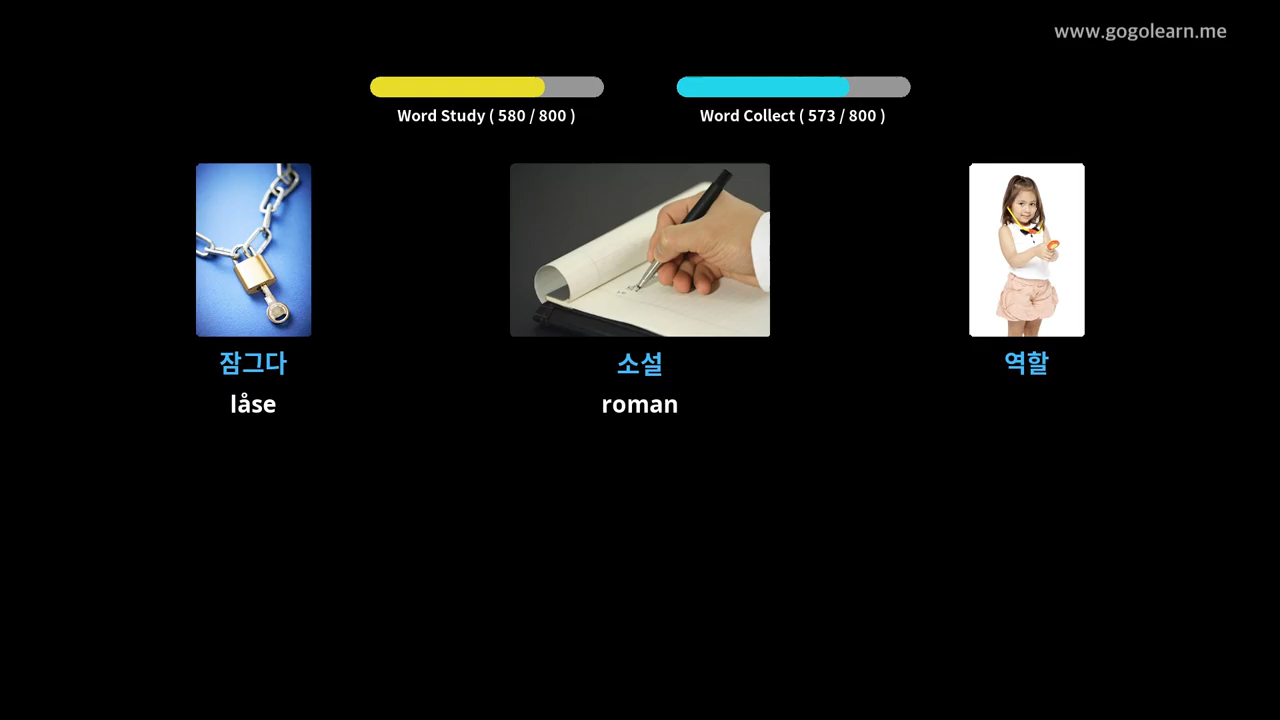 www.gogolearn.me
Word Study ( 580 / 800 )
Word Collect ( 573 / 800 )
잠그다
소설
역할
låse
roman